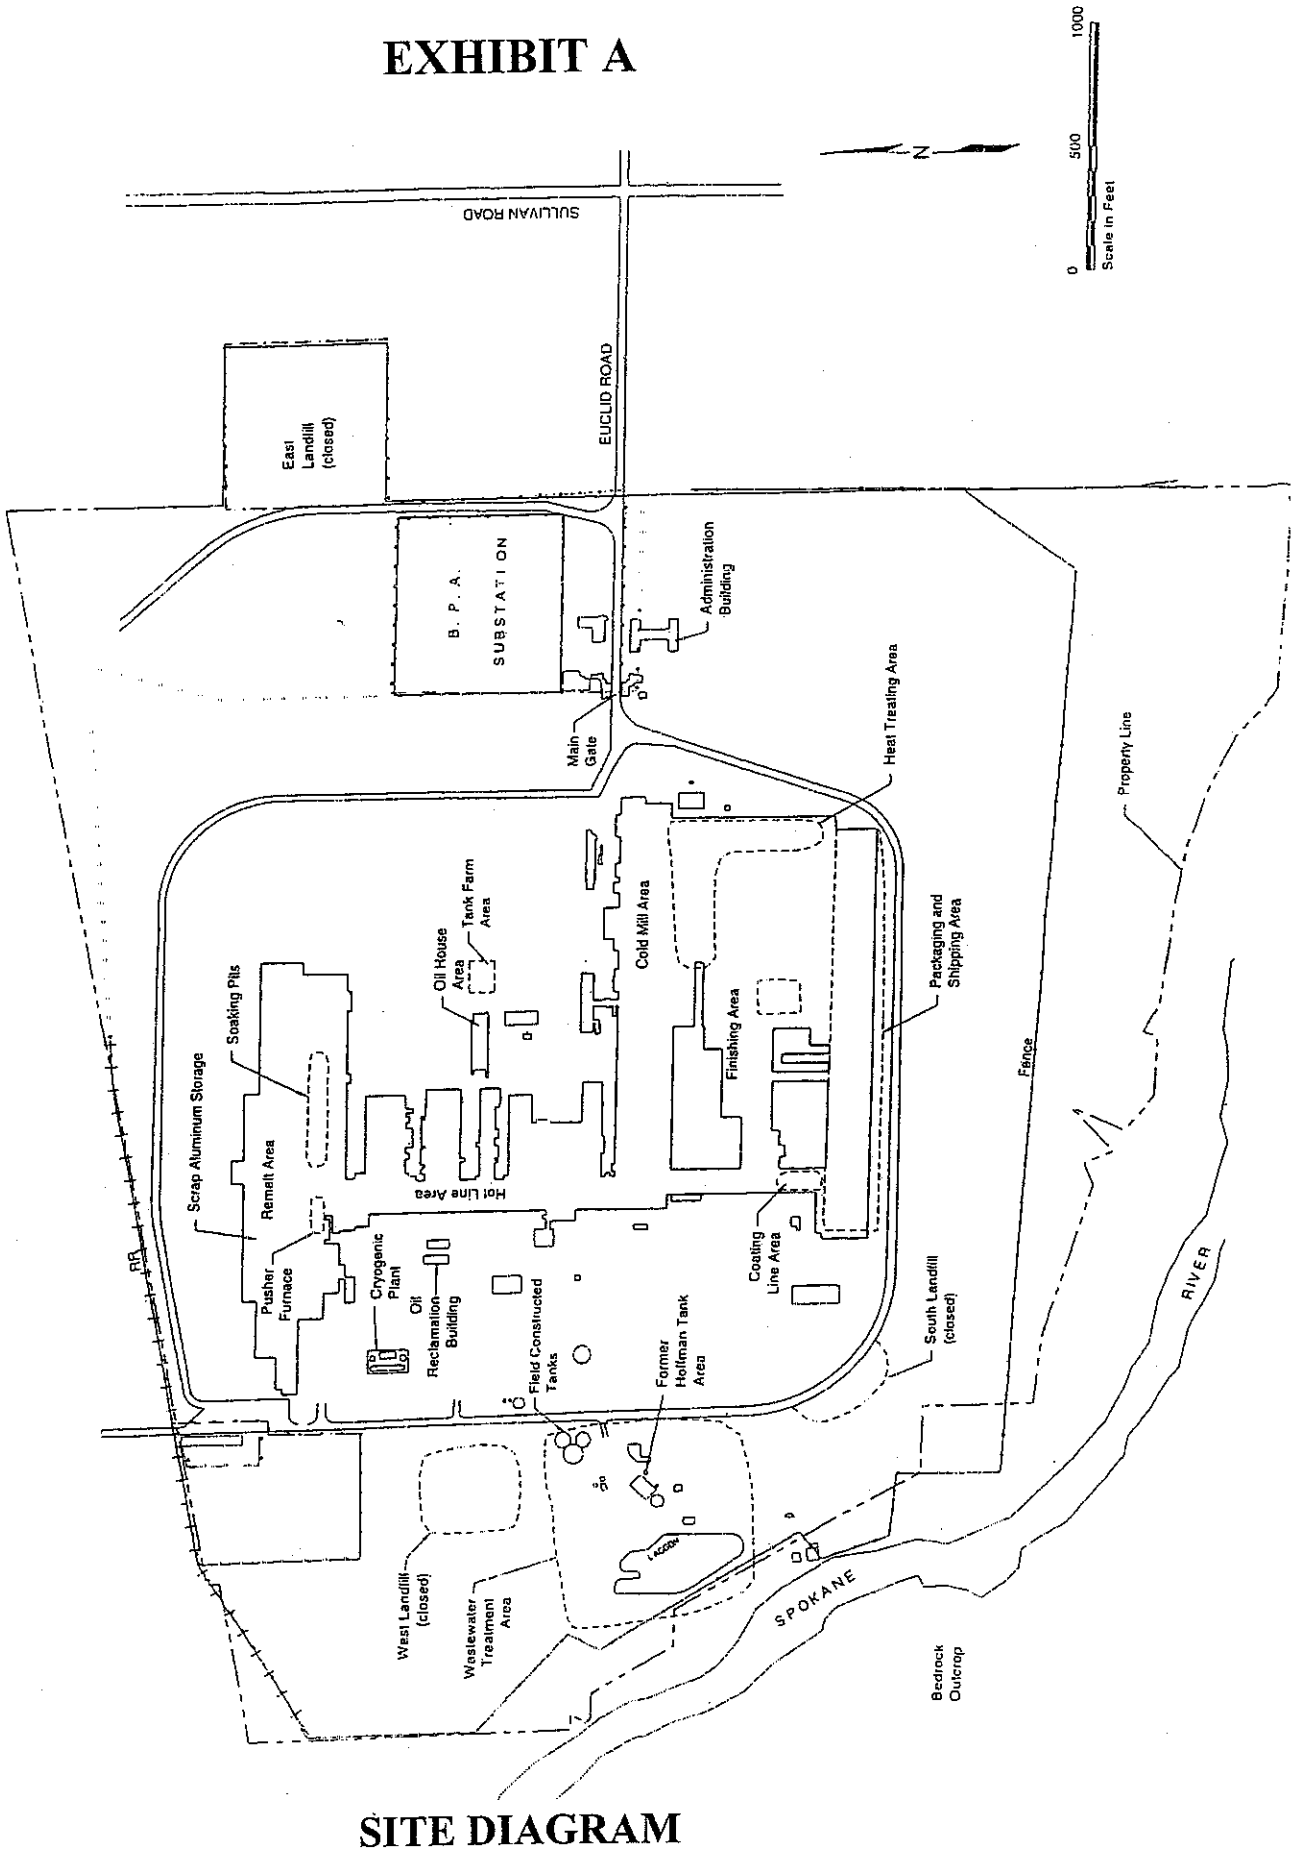 EXHIBIT A
0
500
1000
Scale in Feet
N
SULLIVAN ROAD
EUCLID ROAD
East
Landfill
(closed)
B. P. A.
SUBSTATION
Administration
Building
Main
Gate
Heat Treating Area
Property Line
Tank Farm
Area
Oil House
Area
Cold Mill Area
Packaging and
Shipping Area
Soaking Pits
Scrap Aluminum Storage
Remelt Area
Finishing Area
Fence
Hot Line Area
RR
Pusher
Furnace
Cryogenic
Plant
Oil
Reclamation
Building
Coating
Line Area
Field Constructed
Tanks
Former
Hoffman Tank
Area
South Landfill
(closed)
RIVER
LAGOON
West Landfill
(closed)
Wastewater
Treatment
Area
SPOKANE
Bedrock
Outcrop
SITE DIAGRAM